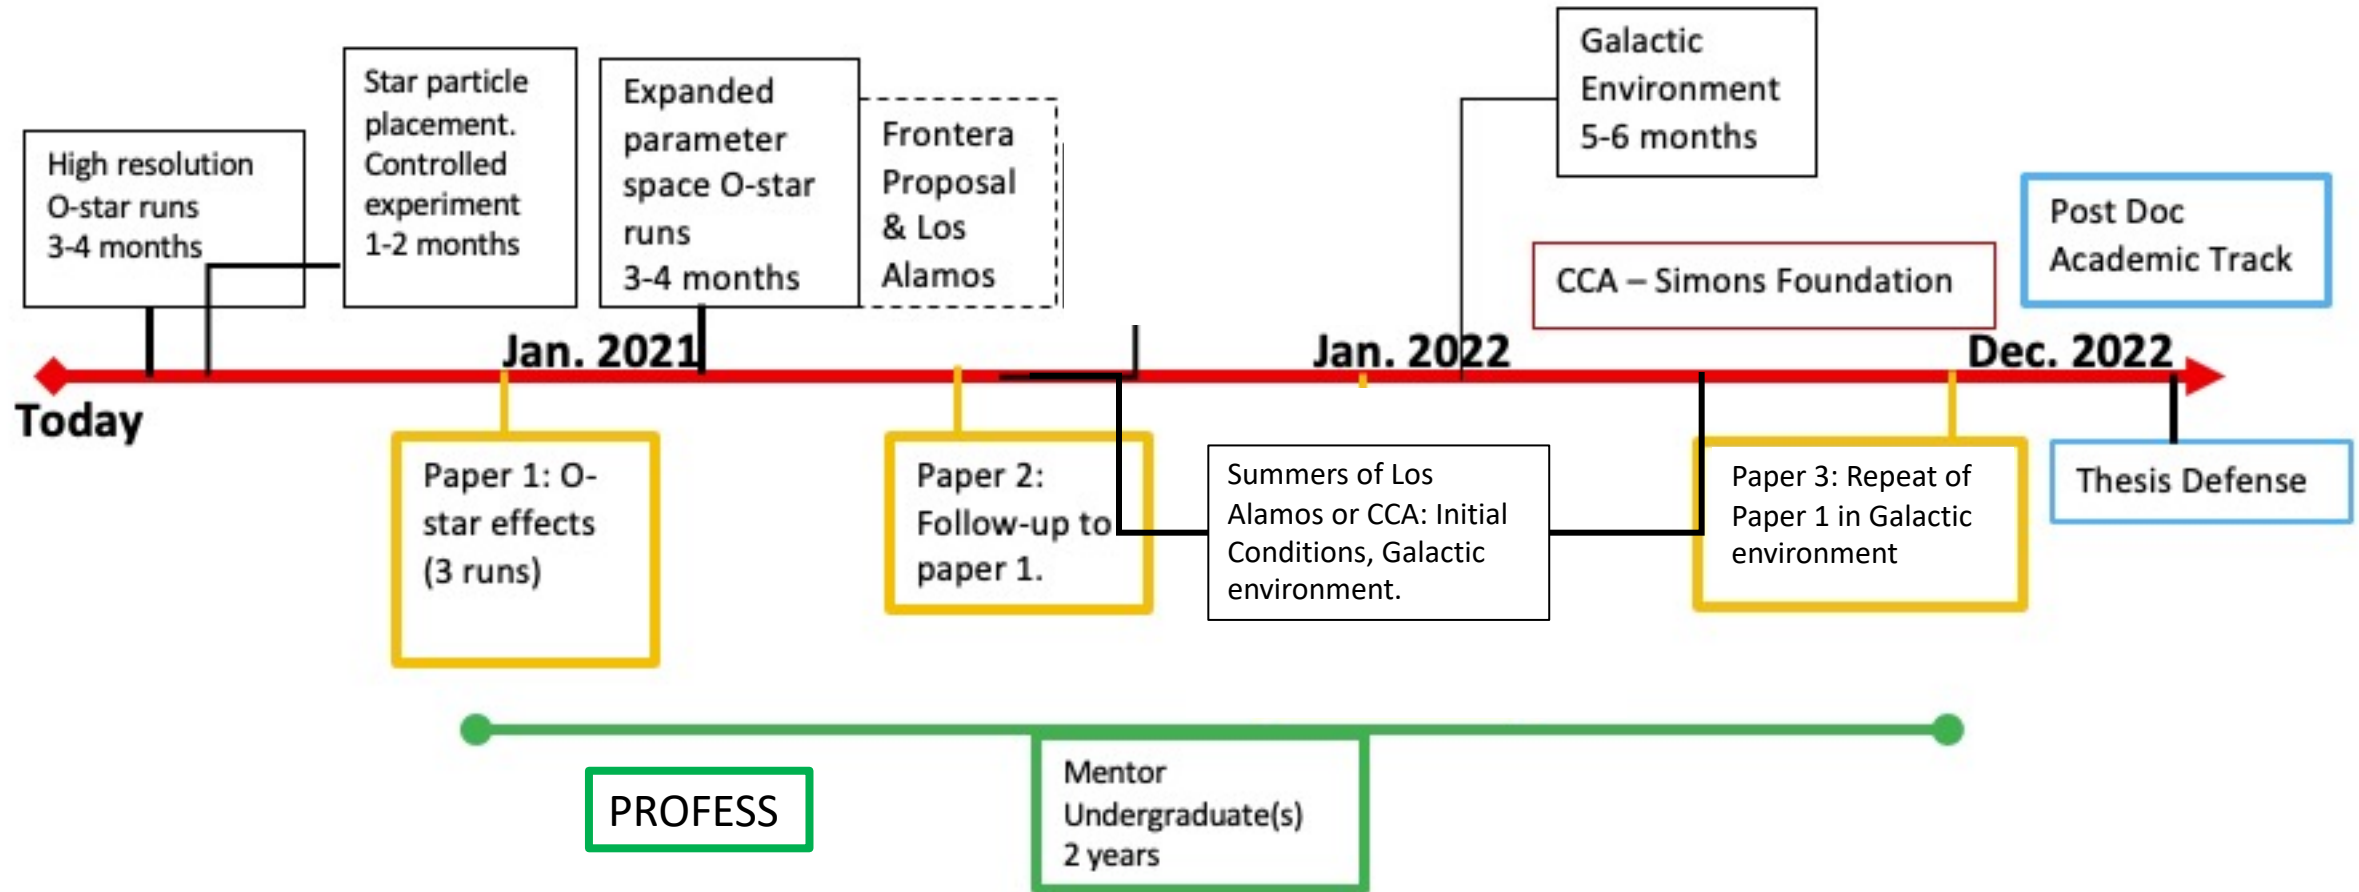 High resolution
O-star runs
3-4 months
Star particle
placement.
Controlled
experiment
1-2 months
Expanded
parameter
space O-star
runs
3-4 months
Frontera
Proposal
& Los
Alamos
Galactic
Environment
5-6 months
CCA – Simons Foundation
Post Doc
Academic Track
Jan. 2021
Jan. 2022
Dec. 2022
Today
Paper 1: O-
star effects
(3 runs)
Paper 2:
Follow-up to
paper 1.
Summers of Los
Alamos or CCA: Initial
Conditions, Galactic
environment.
Paper 3: Repeat of
Paper 1 in Galactic
environment
Thesis Defense
PROFESS
Mentor
Undergraduate(s)
2 years